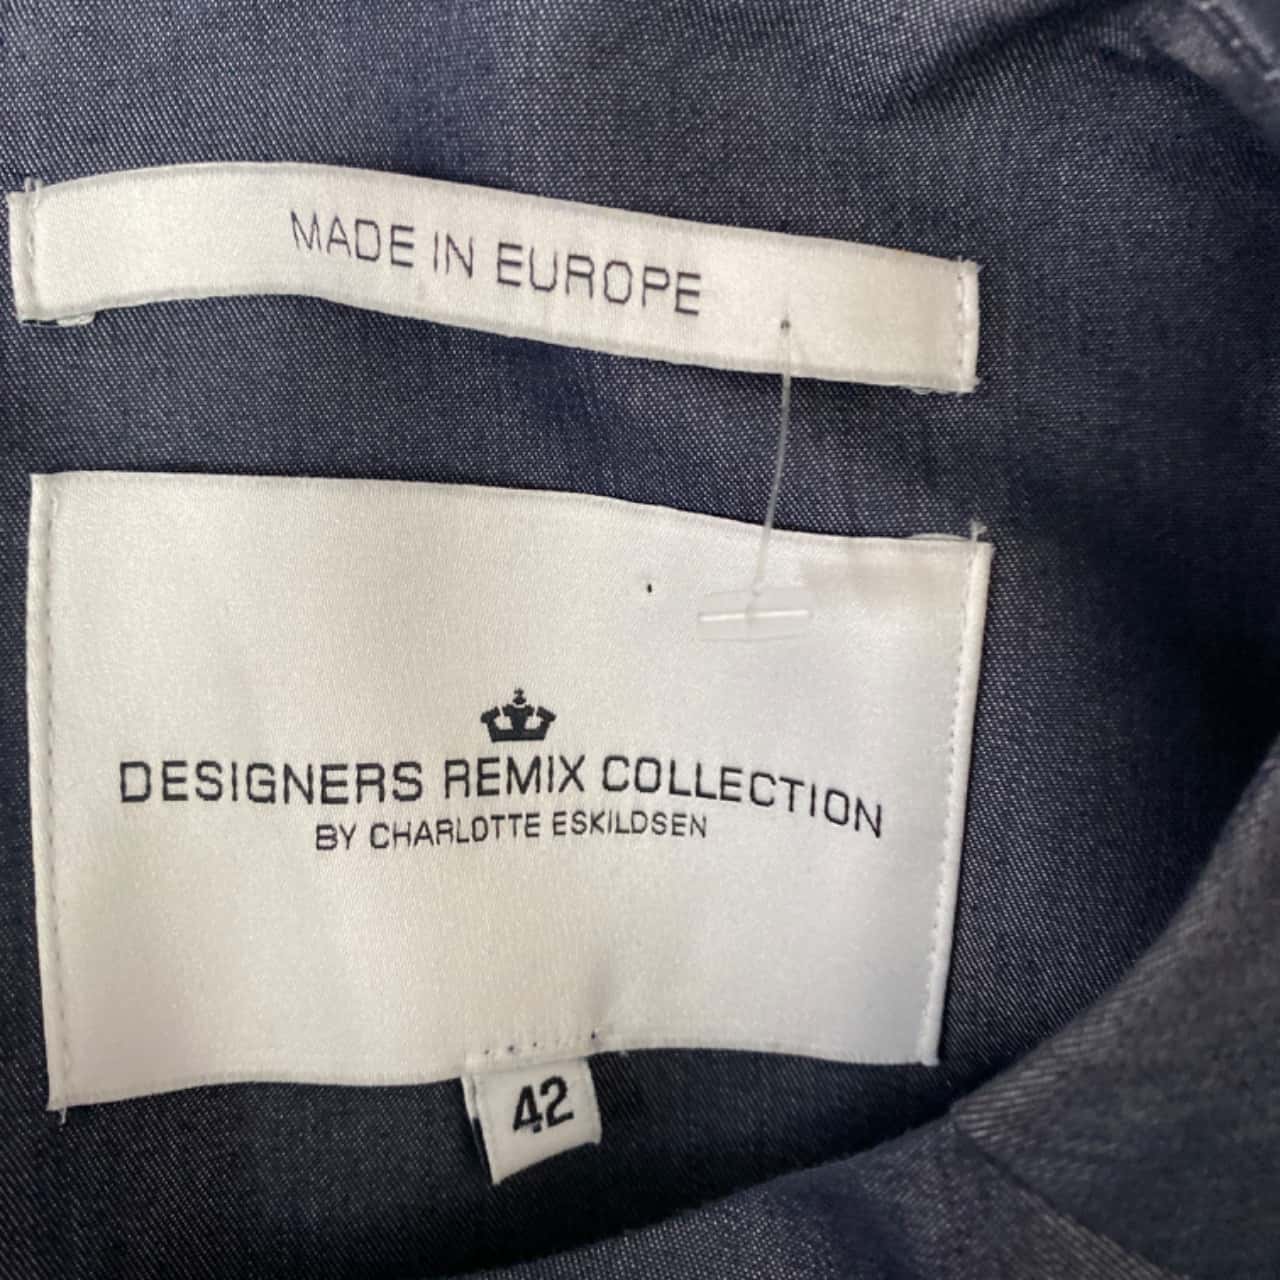 MADE IN EUROPE
DESIGNERS REMIX COLLECTION
BY CHARLOTTE ESKILDSEN
42